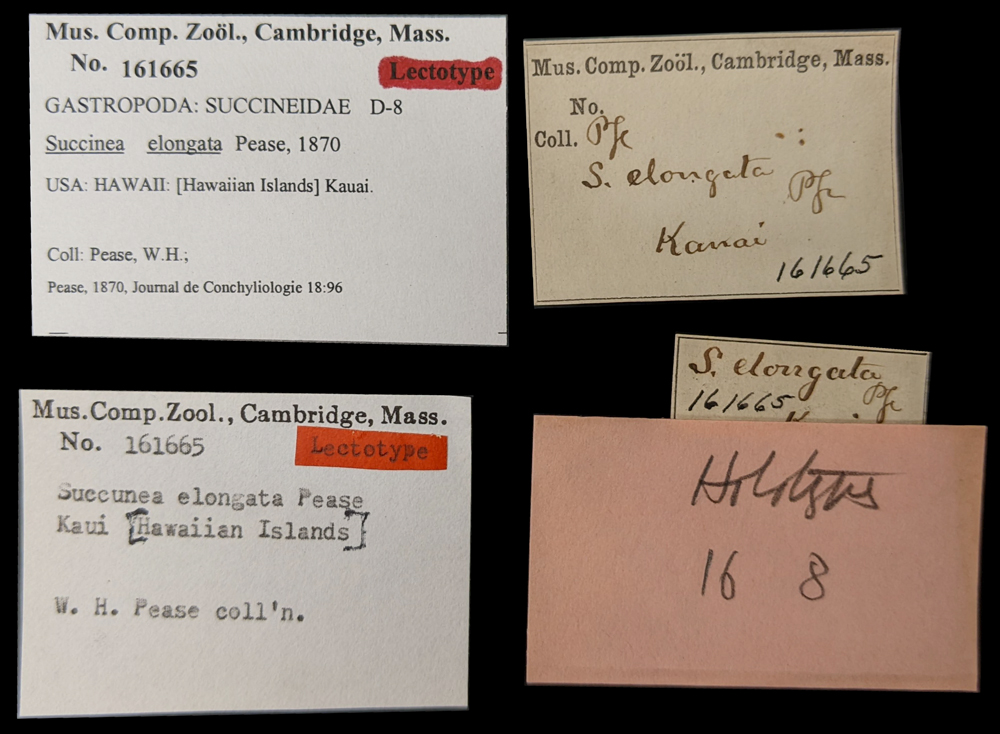 Mus. Comp. Zoöl., Cambridge, Mass.
No. 161665
Lectotype
GASTROPODA: SUCCINEIDAE D-8
Succinea elongata Pease, 1870
USA: HAWAII: [Hawaiian Islands] Kauai.
Coll: Pease, W.H.;
Pease, 1870, Journal de Conchyliologie 18:96
Mus. Comp. Zoöl., Cambridge, Mass.
No.
Coll. Pfr
S. elongata Pfr
Kauai
161665
Mus.Comp.Zool., Cambridge, Mass.
No. 161665
Lectotype
Succunea elongata Pease
Kaui [Hawaiian Islands]
W. H. Pease coll'n.
S. elongata
Pfr
161665
Holotype
16 8